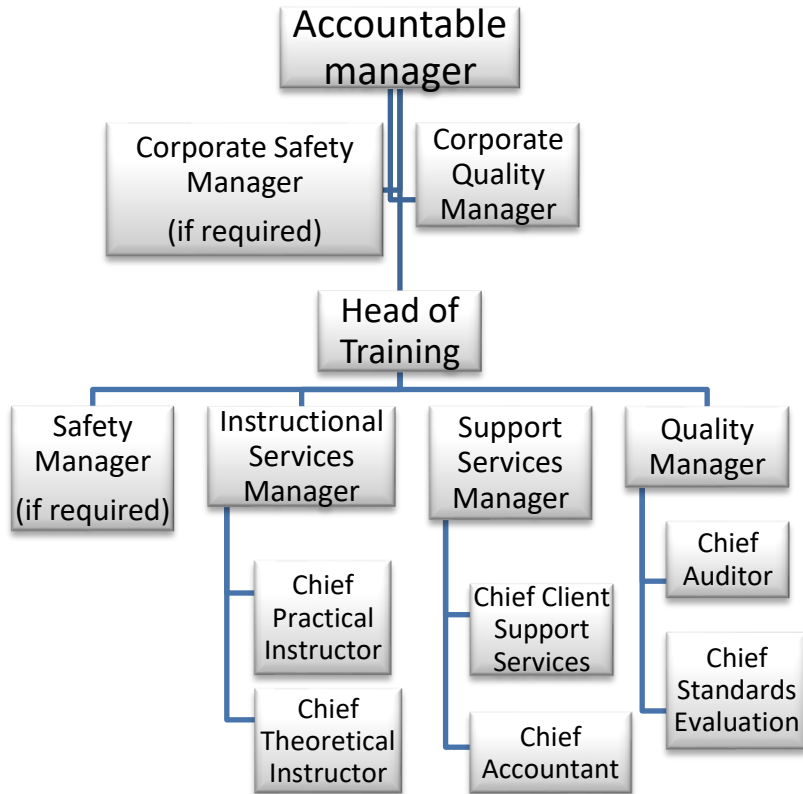 Accountable
manager
Corporate Safety
Manager
(if required)
Corporate
Quality
Manager
Head of
Training
Safety
Manager
(if required)
Instructional
Services
Manager
Support
Services
Manager
Quality
Manager
Chief
Practical
Instructor
Chief
Theoretical
Instructor
Chief Client
Support
Services
Chief
Accountant
Chief
Auditor
Chief
Standards
Evaluation